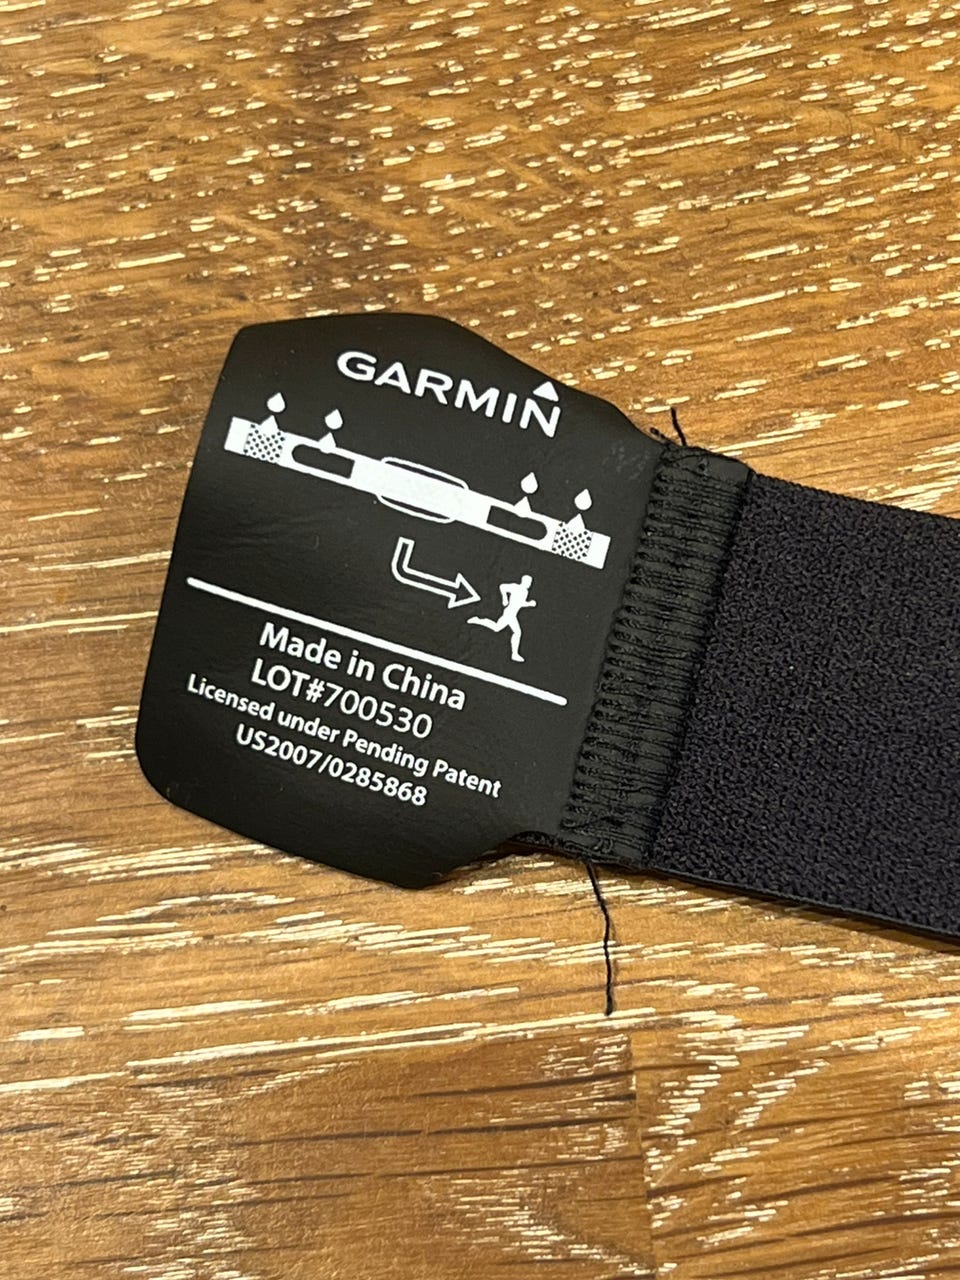 GARMIN
Made in China
LOT#700530
Licensed under Pending Patent
US2007/0285868